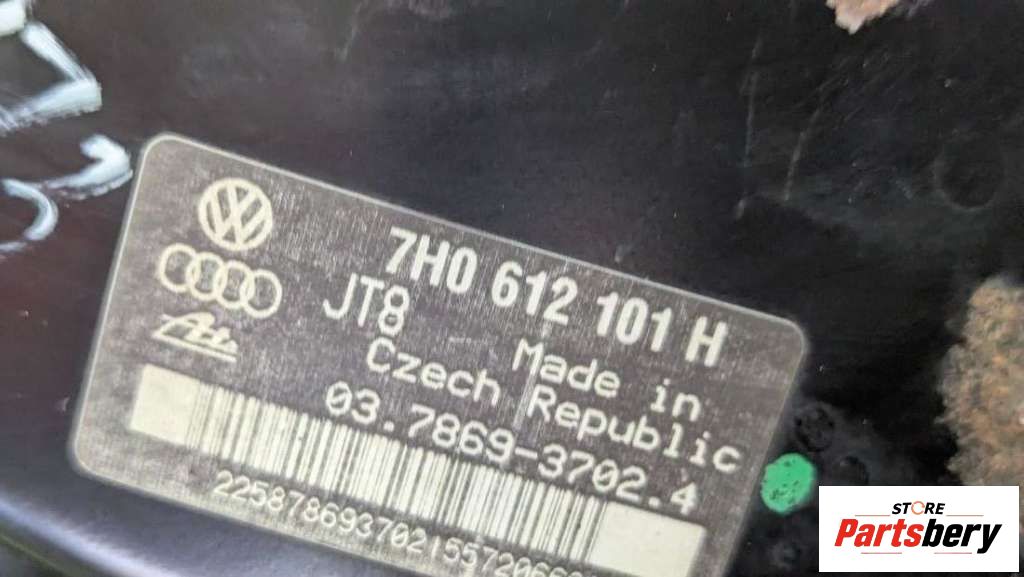 7H0 612 101 H
JT8
Made in
Czech Republic
03.7869-3702.4
STORE
Partsbery